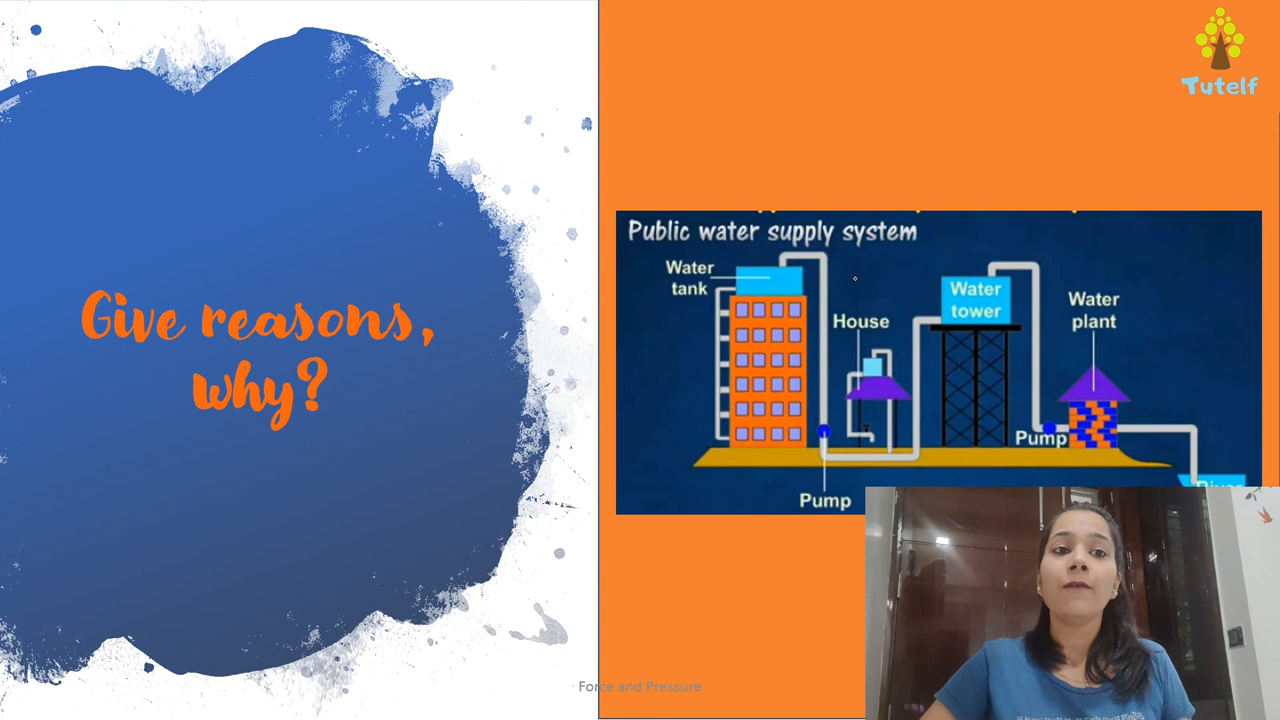 Give reasons,
why?
Tutelf
Public water supply system
Water
tank
House
Water
tower
Water
plant
Pump
Pump
River
Force and Pressure